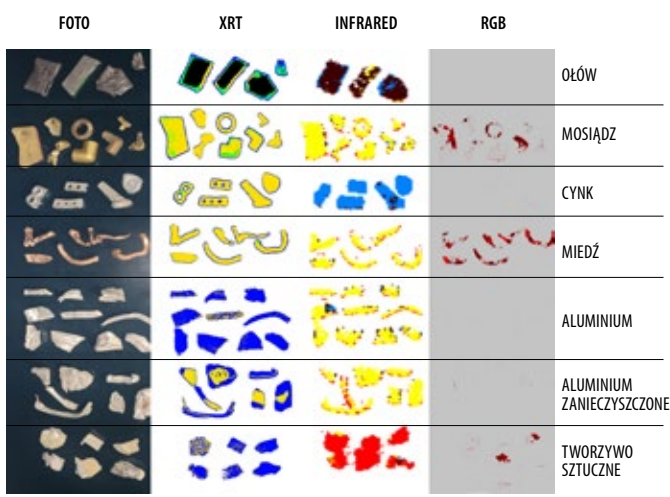 FOTO XRT INFRARED RGB
OŁÓW
MOSIĄDZ
CYNK
MIEDŹ
ALUMINIUM
ALUMINIUM
ZANIECZYSZCZONE
TWORZYWO
SZTUCZNE